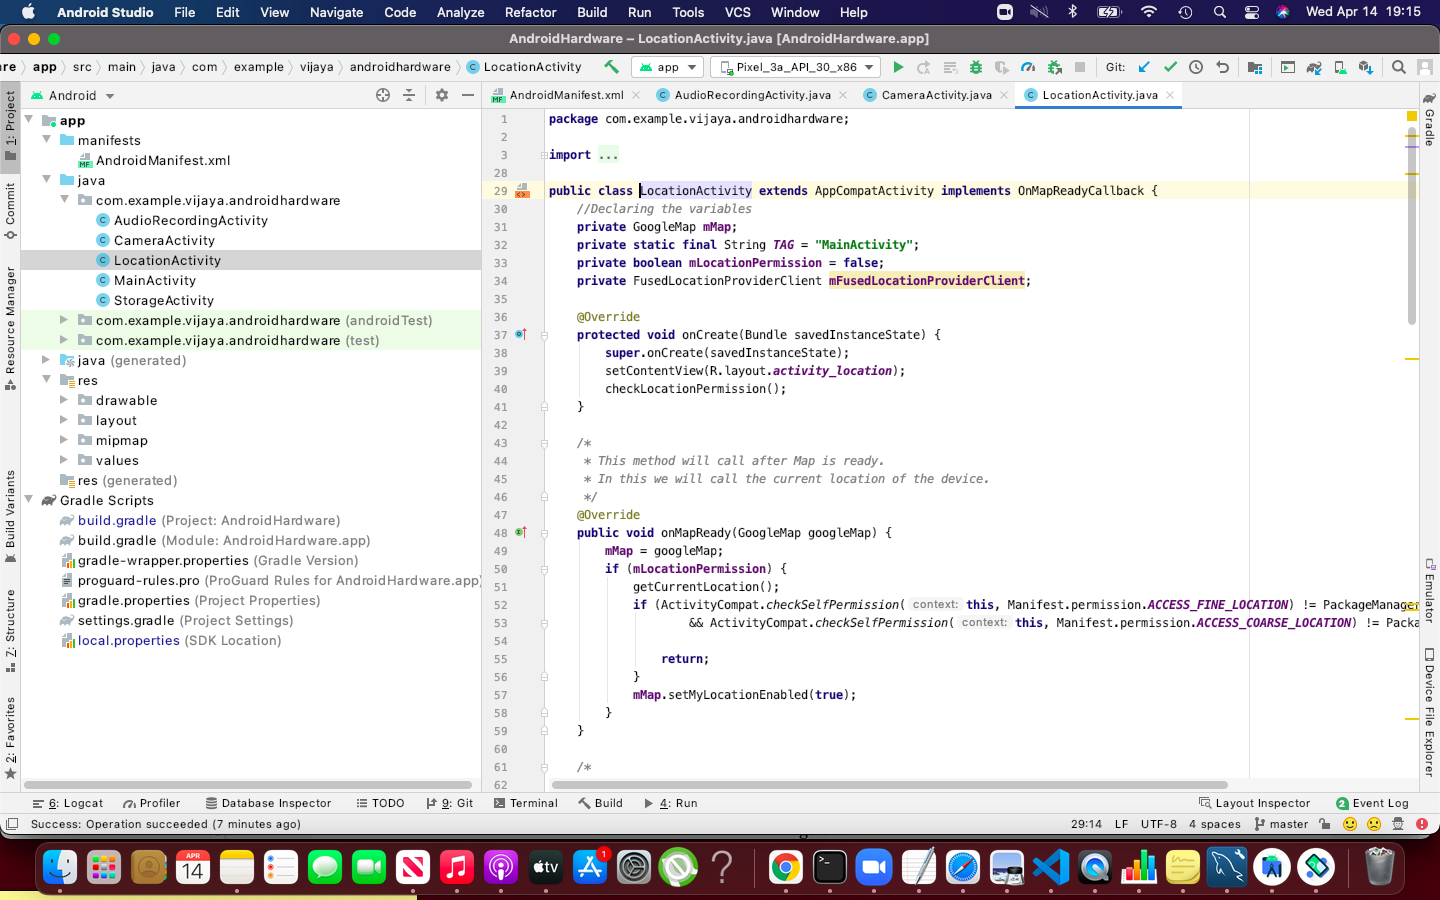 Android Studio File Edit View Navigate Code Analyze Refactor Build Run Tools VCS Window Help Wed Apr 14 19:15
AndroidHardware – LocationActivity.java [AndroidHardware.app]
re app src main java com example vijaya androidhardware LocationActivity app Pixel_3a_API_30_x86 Git:
Android
AndroidManifest.xml AudioRecordingActivity.java CameraActivity.java LocationActivity.java
1: Project
Commit
Resource Manager
Build Variants
7: Structure
2: Favorites
app
manifests
AndroidManifest.xml
java
com.example.vijaya.androidhardware
AudioRecordingActivity
CameraActivity
LocationActivity
MainActivity
StorageActivity
com.example.vijaya.androidhardware (androidTest)
com.example.vijaya.androidhardware (test)
java (generated)
res
drawable
layout
mipmap
values
res (generated)
Gradle Scripts
build.gradle (Project: AndroidHardware)
build.gradle (Module: AndroidHardware.app)
gradle-wrapper.properties (Gradle Version)
proguard-rules.pro (ProGuard Rules for AndroidHardware.app)
gradle.properties (Project Properties)
settings.gradle (Project Settings)
local.properties (SDK Location)
1 package com.example.vijaya.androidhardware;
2
3 import ...
28
29 public class LocationActivity extends AppCompatActivity implements OnMapReadyCallback {
30 //Declaring the variables
31 private GoogleMap mMap;
32 private static final String TAG = "MainActivity";
33 private boolean mLocationPermission = false;
34 private FusedLocationProviderClient mFusedLocationProviderClient;
35
36 @Override
37 protected void onCreate(Bundle savedInstanceState) {
38 super.onCreate(savedInstanceState);
39 setContentView(R.layout.activity_location);
40 checkLocationPermission();
41 }
42
43 /*
44 * This method will call after Map is ready.
45 * In this we will call the current location of the device.
46 */
47 @Override
48 public void onMapReady(GoogleMap googleMap) {
49 mMap = googleMap;
50 if (mLocationPermission) {
51 getCurrentLocation();
52 if (ActivityCompat.checkSelfPermission( context: this, Manifest.permission.ACCESS_FINE_LOCATION) != PackageManager
53 && ActivityCompat.checkSelfPermission( context: this, Manifest.permission.ACCESS_COARSE_LOCATION) != Packa
54
55 return;
56 }
57 mMap.setMyLocationEnabled(true);
58 }
59 }
60
61 /*
62
Gradle
Emulator
Device File Explorer
6: Logcat Profiler Database Inspector TODO 9: Git Terminal Build 4: Run Layout Inspector 2 Event Log
Success: Operation succeeded (7 minutes ago) 29:14 LF UTF-8 4 spaces master
APR
14
tv
1